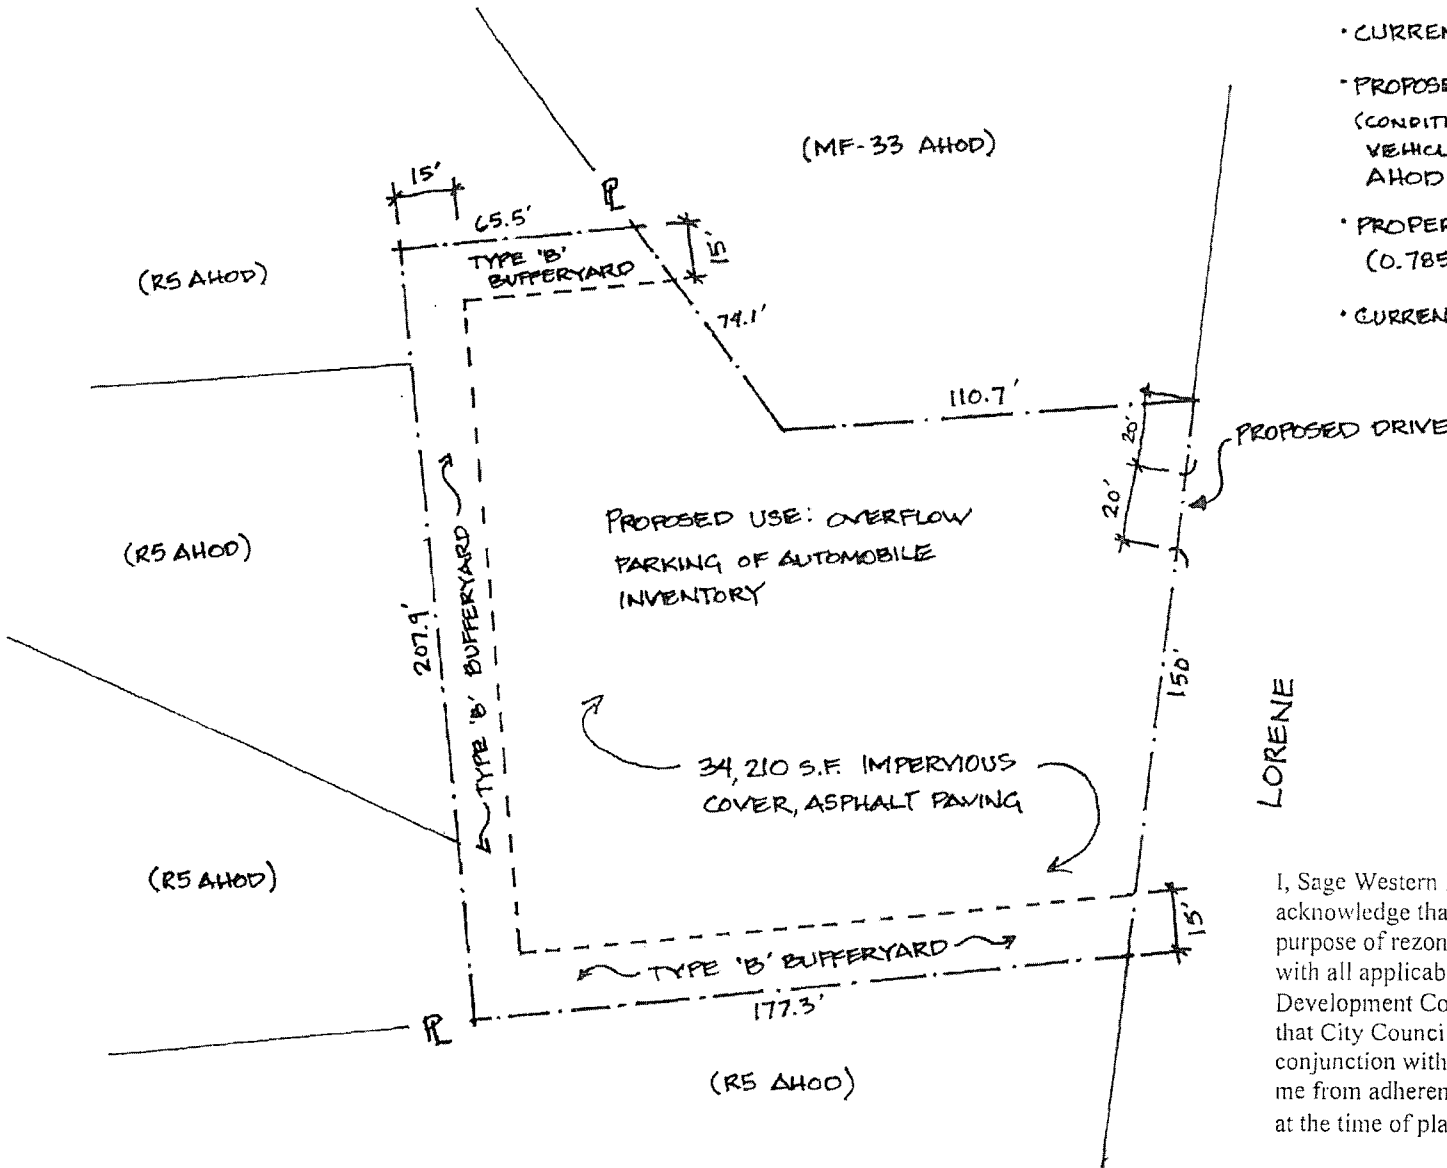 · CURREN
· PROPOSE
(CONDITI
VEHICL
AHOD
· PROPER
(0.785
· CURREN
(MF-33 AHOD)
15'
PL
65.5'
TYPE 'B'
BUFFERYARD
15'
(R5 AHOD)
74.1'
110.7'
20'
PROPOSED DRIVE
20'
PROPOSED USE: OVERFLOW
PARKING OF AUTOMOBILE
INVENTORY
(R5 AHOD)
207.9'
TYPE 'B' BUFFERYARD
150'
LORENE
34,210 S.F. IMPERVIOUS
COVER, ASPHALT PAVING
(R5 AHOD)
15'
TYPE 'B' BUFFERYARD
177.3'
PL
(R5 AHOD)
I, Sage Western
acknowledge tha
purpose of rezon
with all applicab
Development Co
that City Counci
conjunction with
me from adheren
at the time of pla